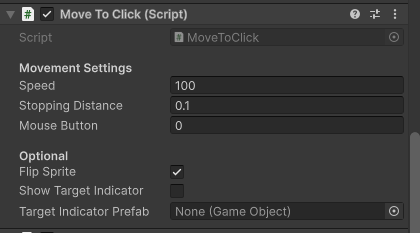 Move To Click (Script)
Script MoveToClick
Movement Settings
Speed 100
Stopping Distance 0.1
Mouse Button 0
Optional
Flip Sprite
Show Target Indicator
Target Indicator Prefab None (Game Object)